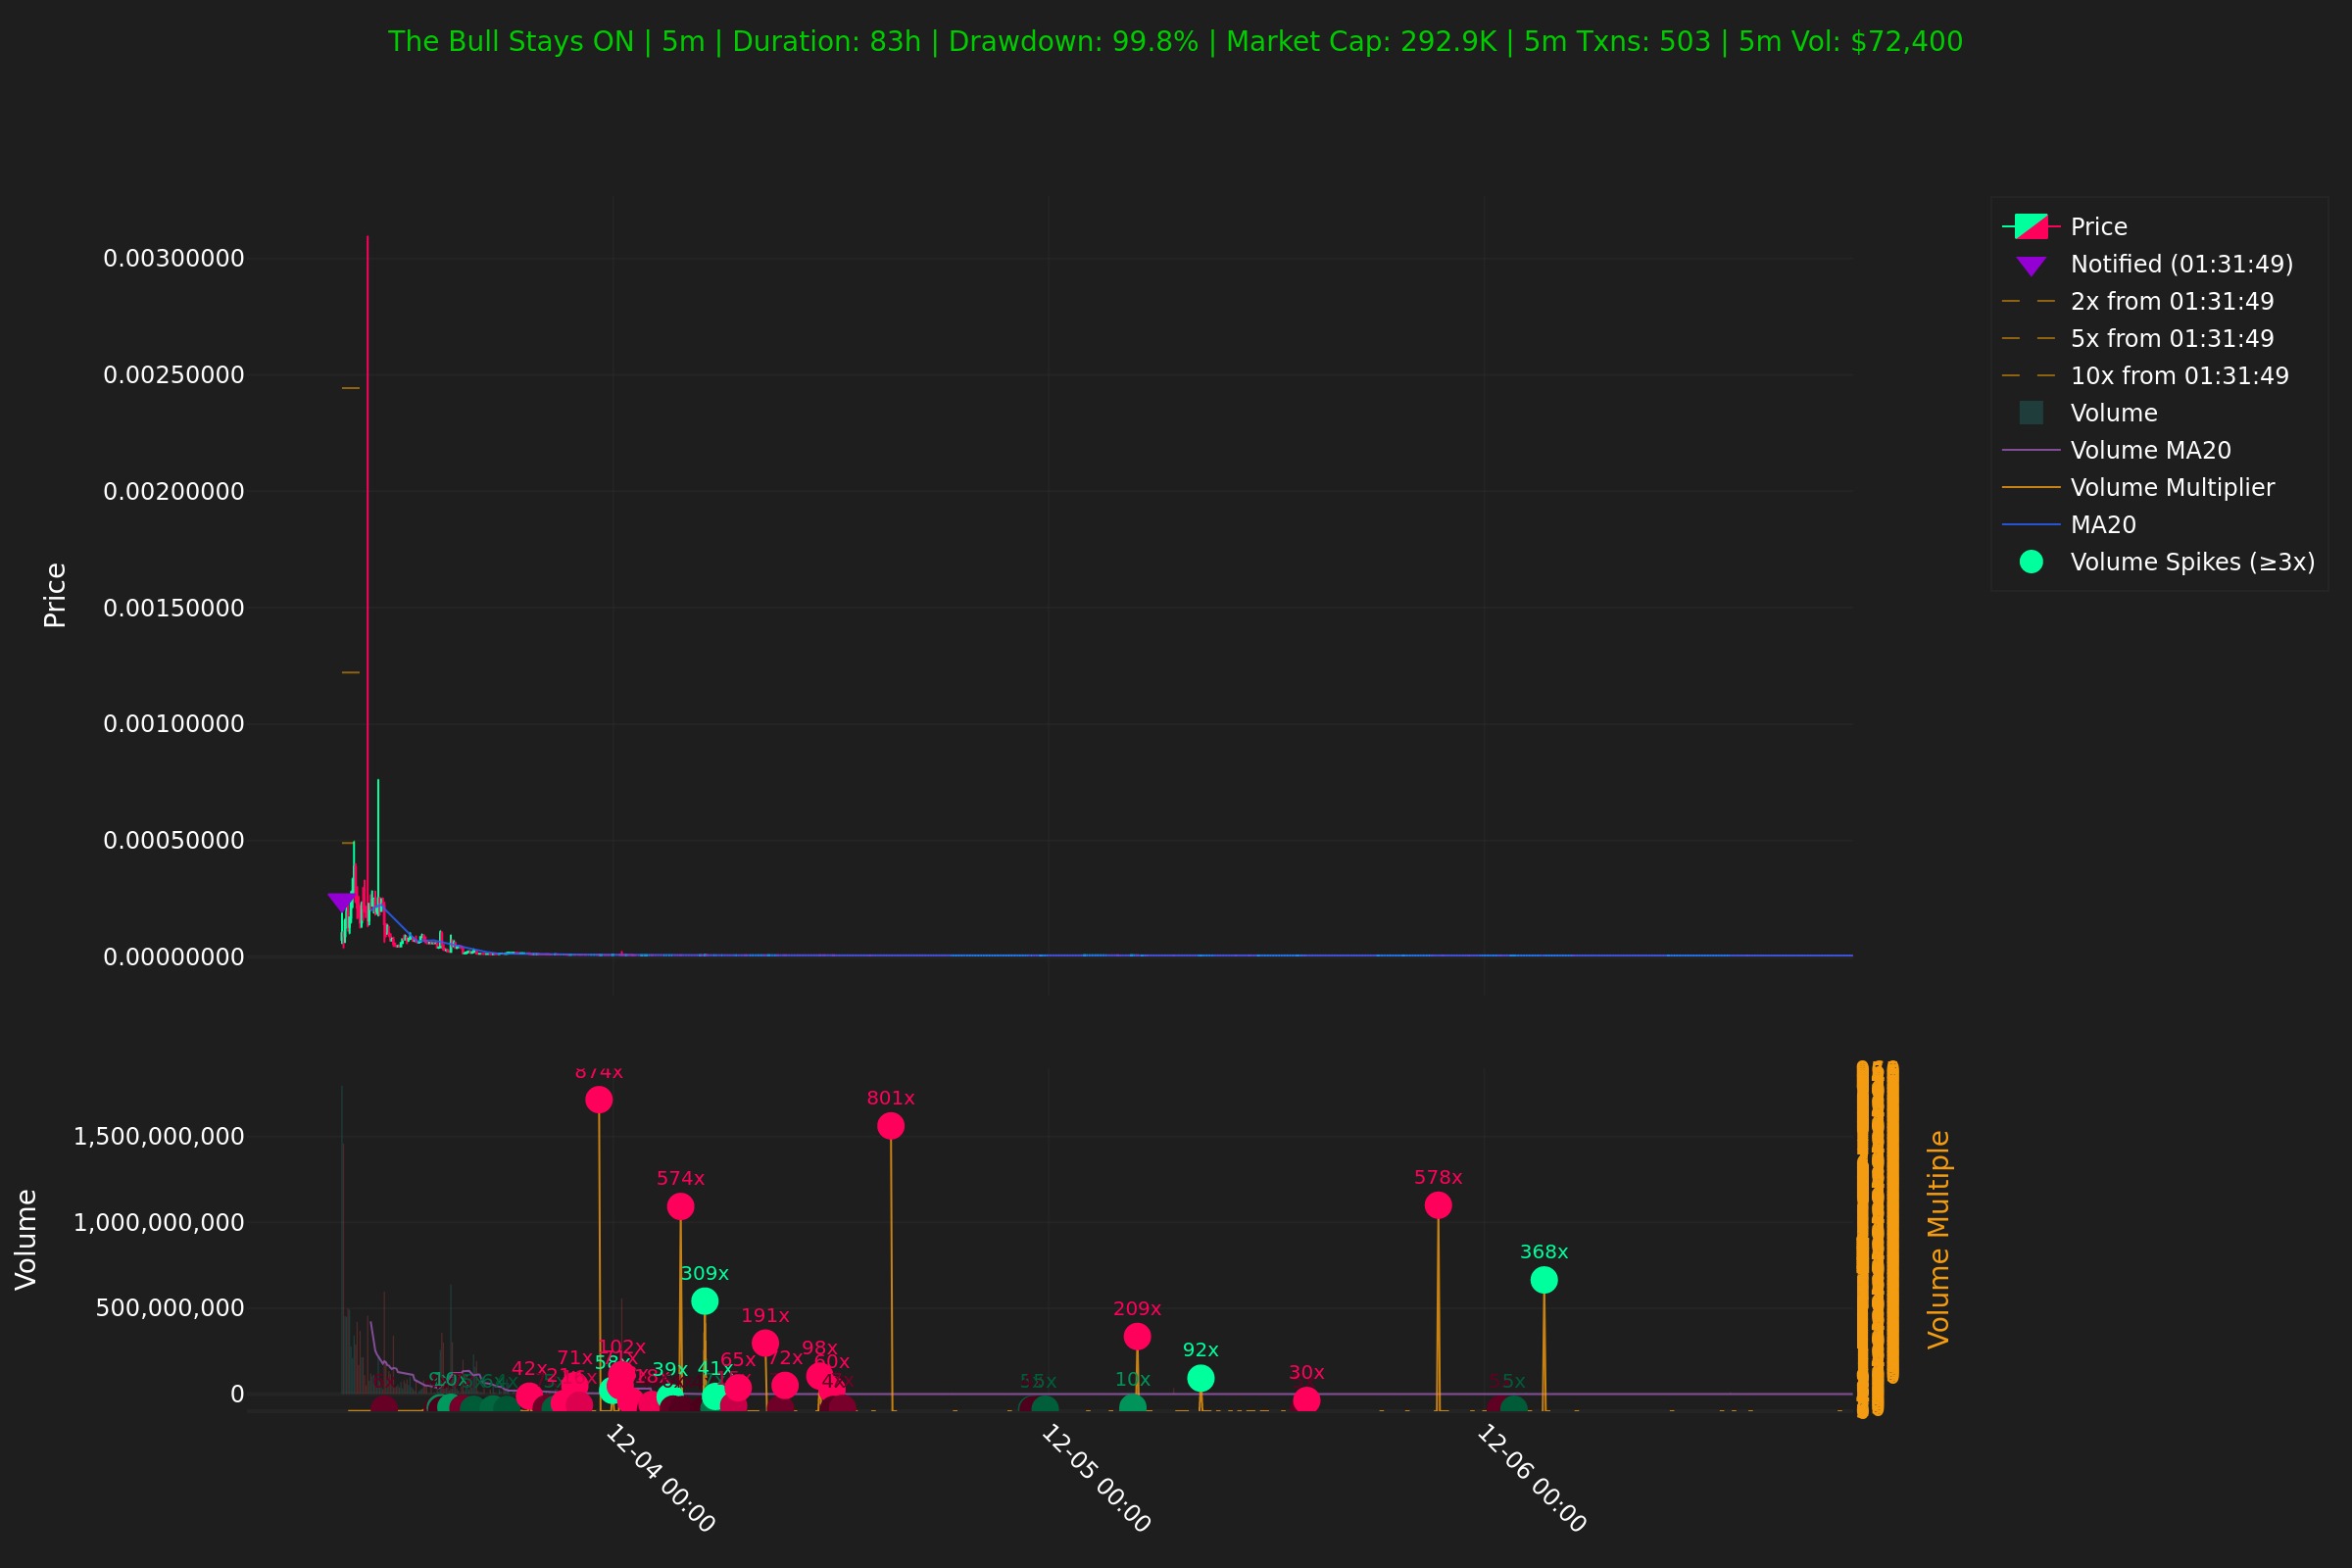 The Bull Stays ON | 5m | Duration: 83h | Drawdown: 99.8% | Market Cap: 292.9K | 5m Txns: 503 | 5m Vol: $72,400
Price
0.00300000
0.00250000
0.00200000
0.00150000
0.00100000
0.00050000
0.00000000
Price
Notified (01:31:49)
2x from 01:31:49
5x from 01:31:49
10x from 01:31:49
Volume
Volume MA20
Volume Multiplier
MA20
Volume Spikes (≥3x)
Volume
1,500,000,000
1,000,000,000
500,000,000
0
874x
801x
574x
578x
309x
368x
191x
209x
102x
98x
92x
71x
58x
65x
72x
60x
42x
39x
41x
30x
10x
10x
5x
5x
Volume Multiple
12-04 00:00
12-05 00:00
12-06 00:00